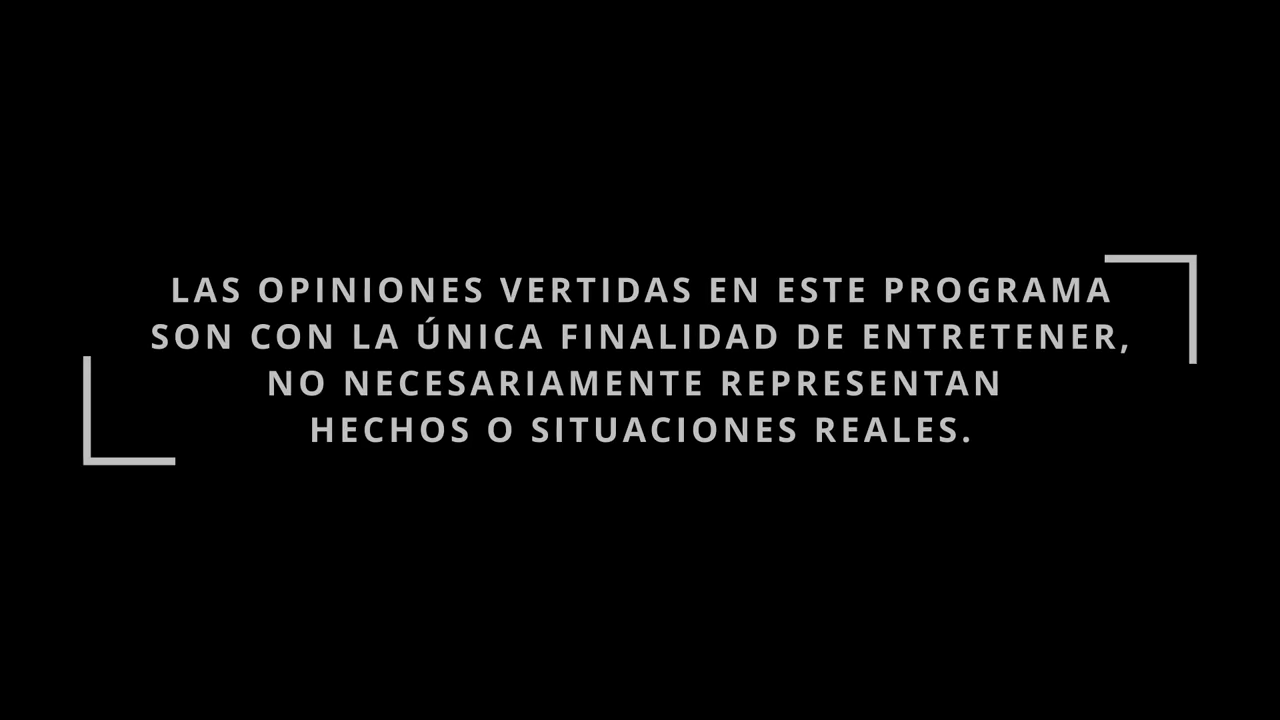 LAS OPINIONES VERTIDAS EN ESTE PROGRAMA
SON CON LA ÚNICA FINALIDAD DE ENTRETENER,
NO NECESARIAMENTE REPRESENTAN
HECHOS O SITUACIONES REALES.